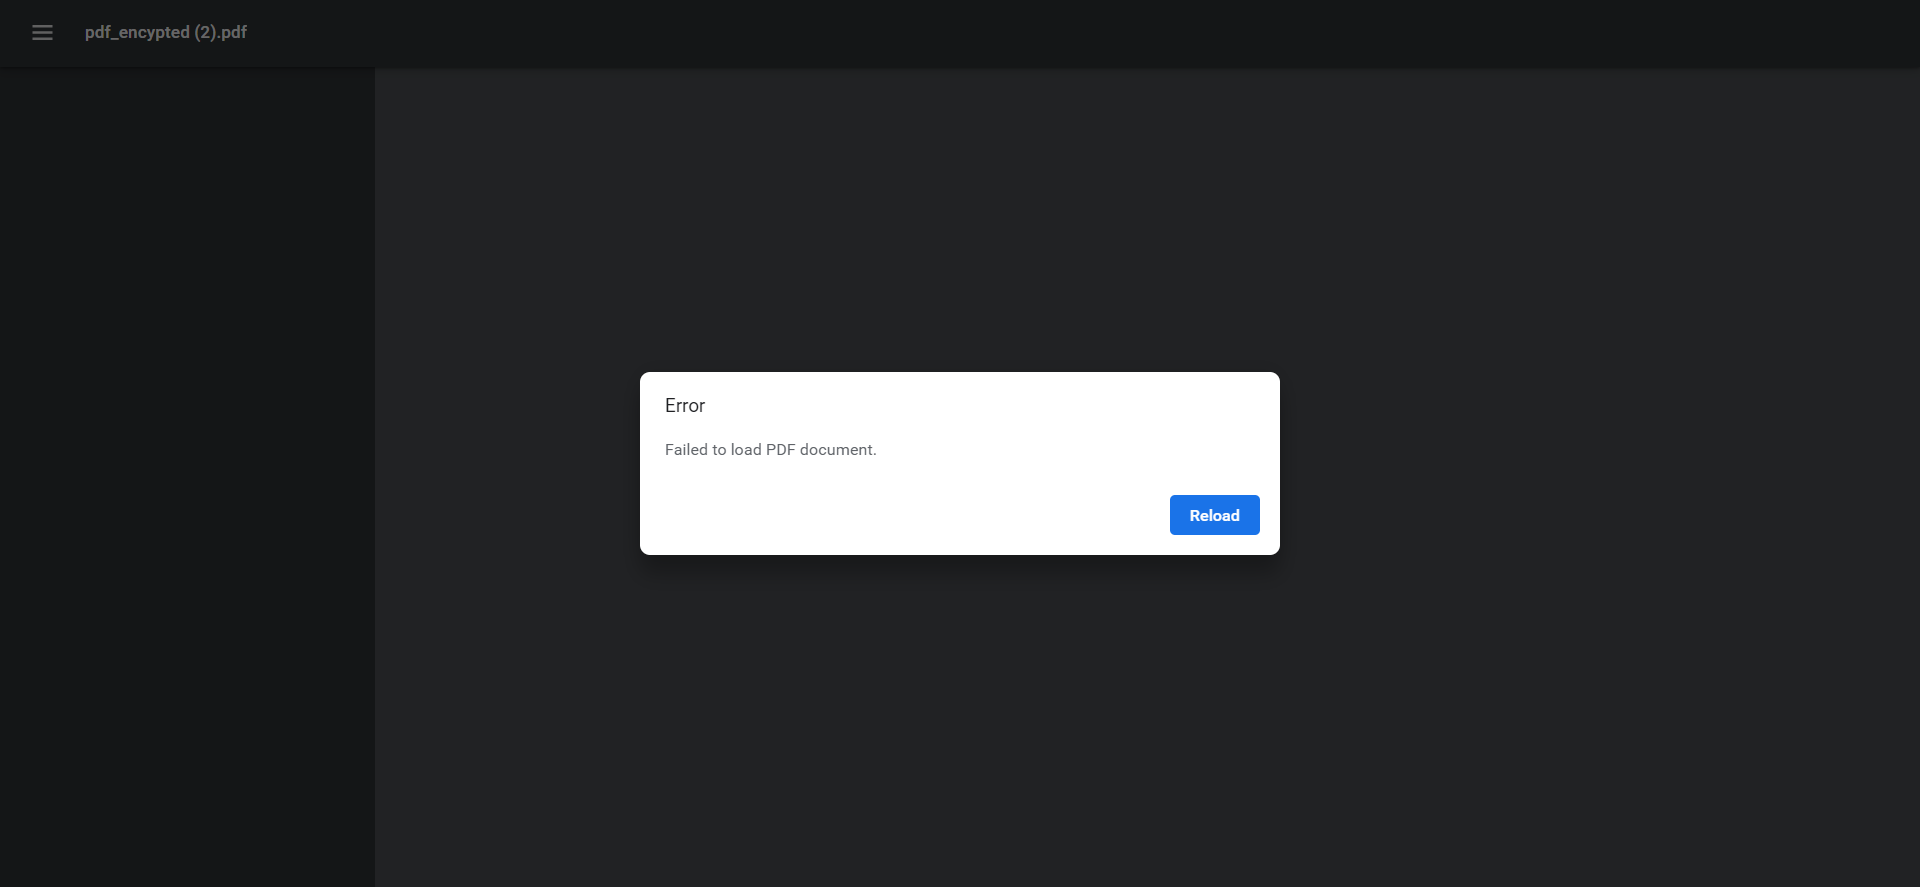 pdf_encypted (2).pdf
Error
Failed to load PDF document.
Reload